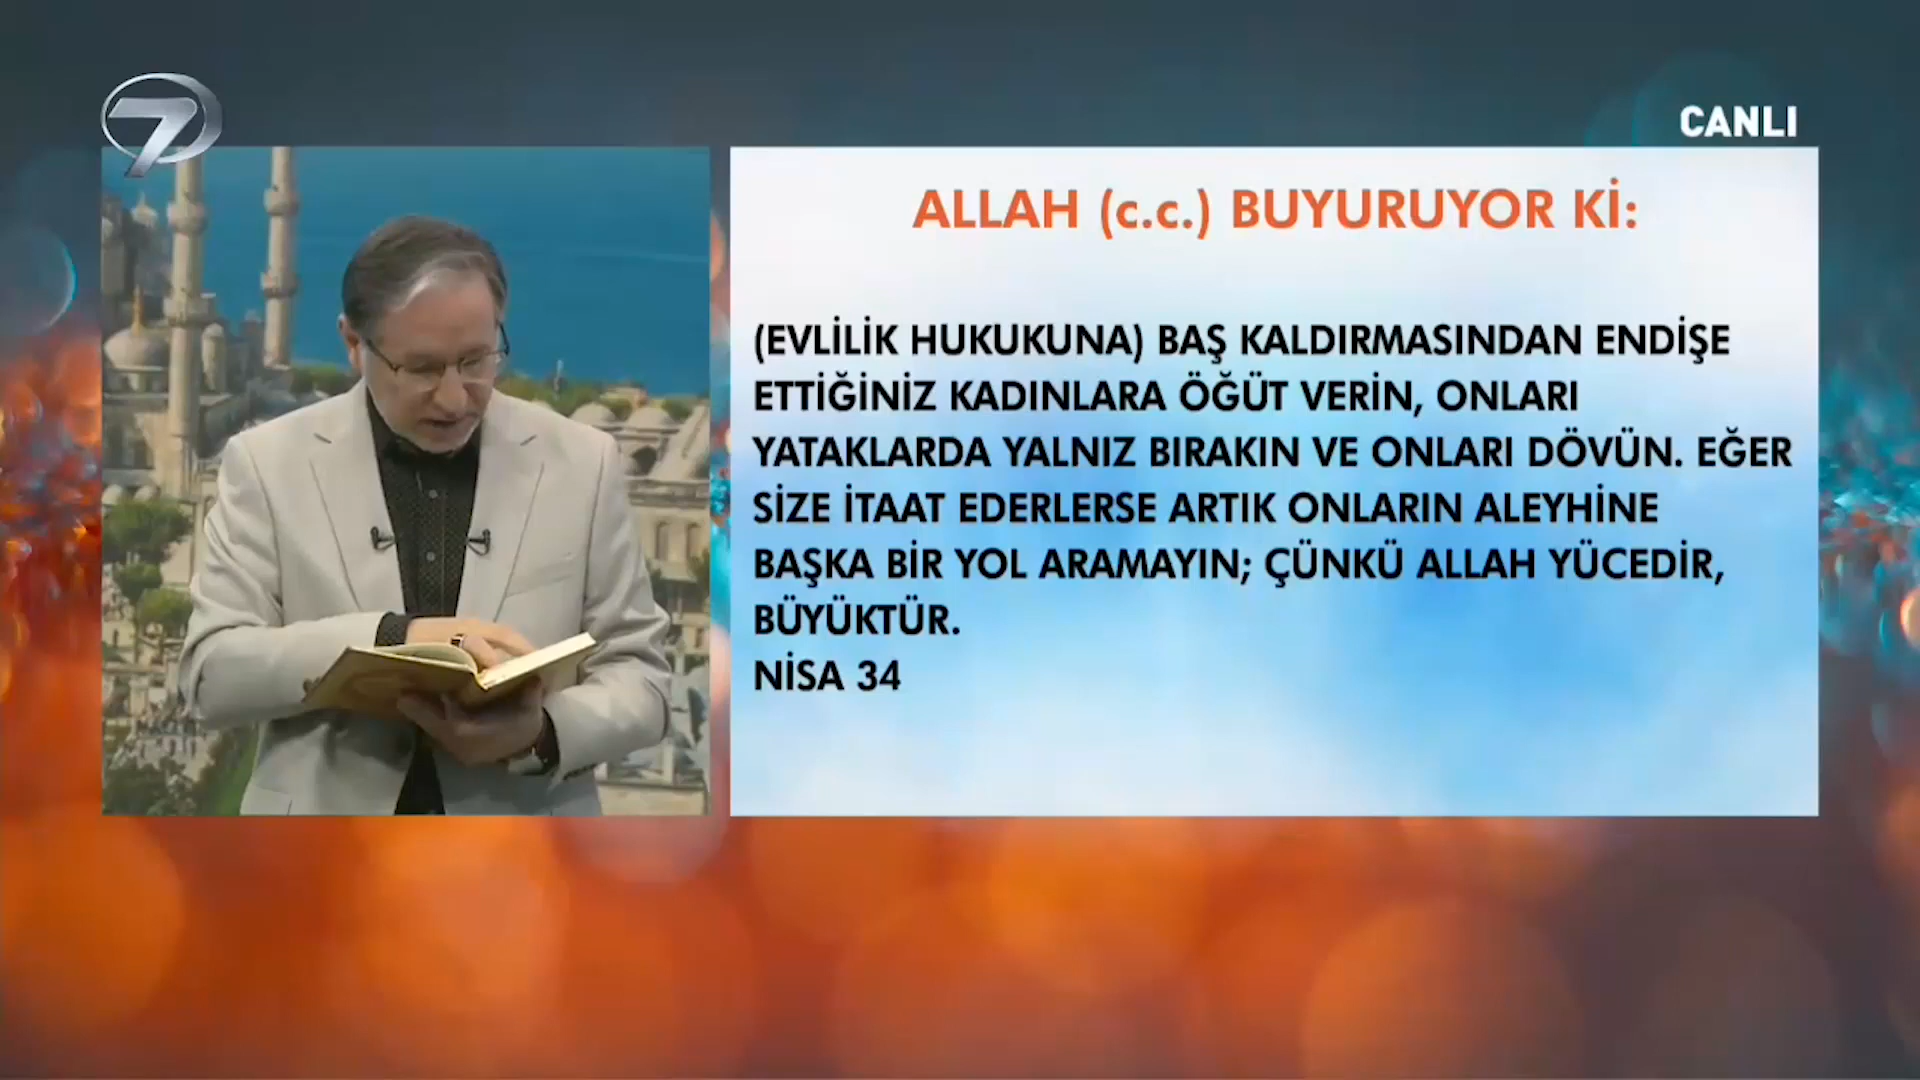 7
CANLI
ALLAH (c.c.) BUYURUYOR Kİ:
(EVLİLİK HUKUKUNA) BAŞ KALDIRMASINDAN ENDİŞE
ETTİĞİNİZ KADINLARA ÖĞÜT VERİN, ONLARI
YATAKLARDA YALNIZ BIRAKIN VE ONLARI DÖVÜN. EĞER
SİZE İTAAT EDERLERSE ARTIK ONLARIN ALEYHİNE
BAŞKA BİR YOL ARAMAYIN; ÇÜNKÜ ALLAH YÜCEDİR,
BÜYÜKTÜR.
NİSA 34